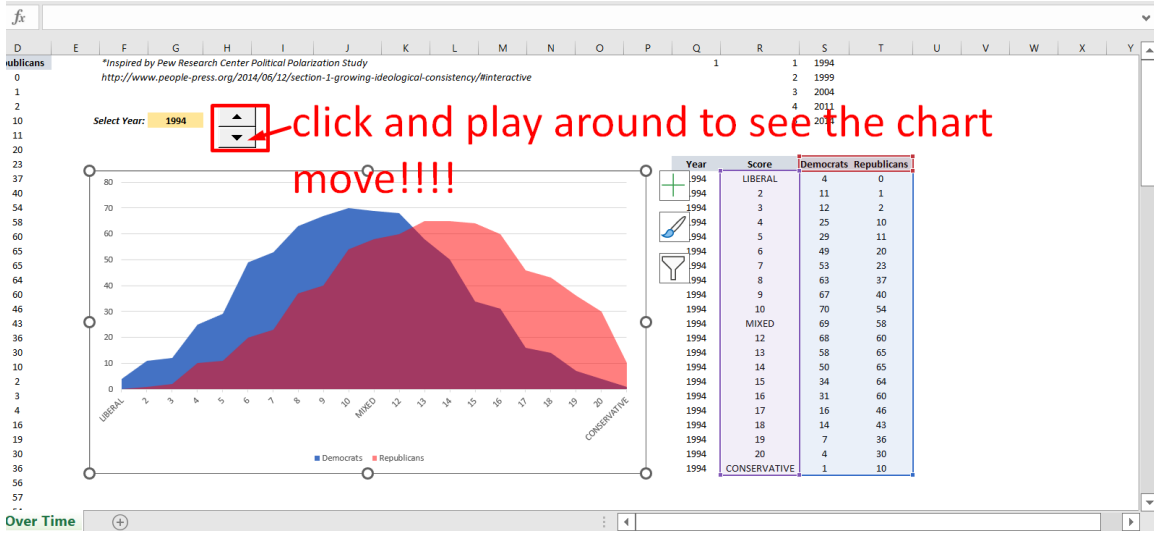 fx
D E F G H I J K L M N O P Q R S T U V W X Y
publicans *Inspired by Pew Research Center Political Polarization Study 1 1 1994
0 http://www.people-press.org/2014/06/12/section-1-growing-ideological-consistency/#interactive 2 1999
1 3 2004
2 4 2011
10 Select Year: 1994 2014
click and play around to see the chart
move!!!!
11
20
23 Year Score Democrats Republicans
37 1994 LIBERAL 4 0
40 1994 2 11 1
54 1994 3 12 2
58 1994 4 25 10
60 1994 5 29 11
65 1994 6 49 20
65 1994 7 53 23
64 1994 8 63 37
60 1994 9 67 40
46 1994 10 70 54
43 1994 MIXED 69 58
36 1994 12 68 60
30 1994 13 58 65
10 1994 14 50 65
2 1994 15 34 64
3 1994 16 31 60
4 1994 17 16 46
16 1994 18 14 43
19 1994 19 7 36
30 1994 20 4 30
36 1994 CONSERVATIVE 1 10
56
57
80
70
60
50
40
30
20
10
0
LIBERAL 2 3 4 5 6 7 8 9 10 MIXED 12 13 14 15 16 17 18 19 20 CONSERVATIVE
Democrats Republicans
Over Time